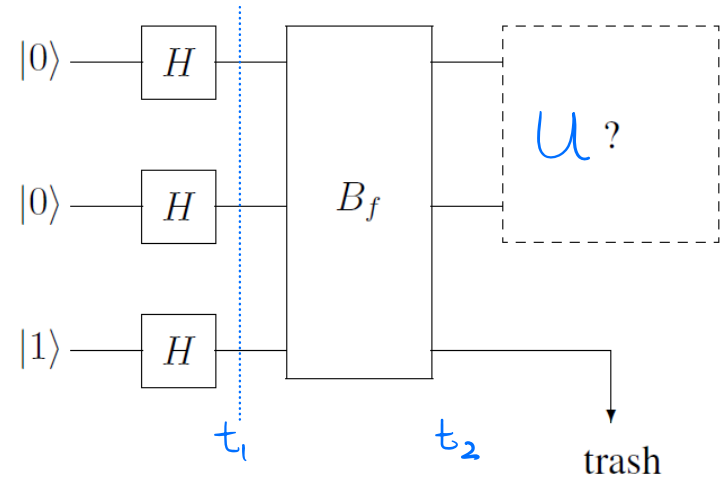 |0⟩ H
U ?
|0⟩ H B_f
|1⟩ H
t₁ t₂
trash